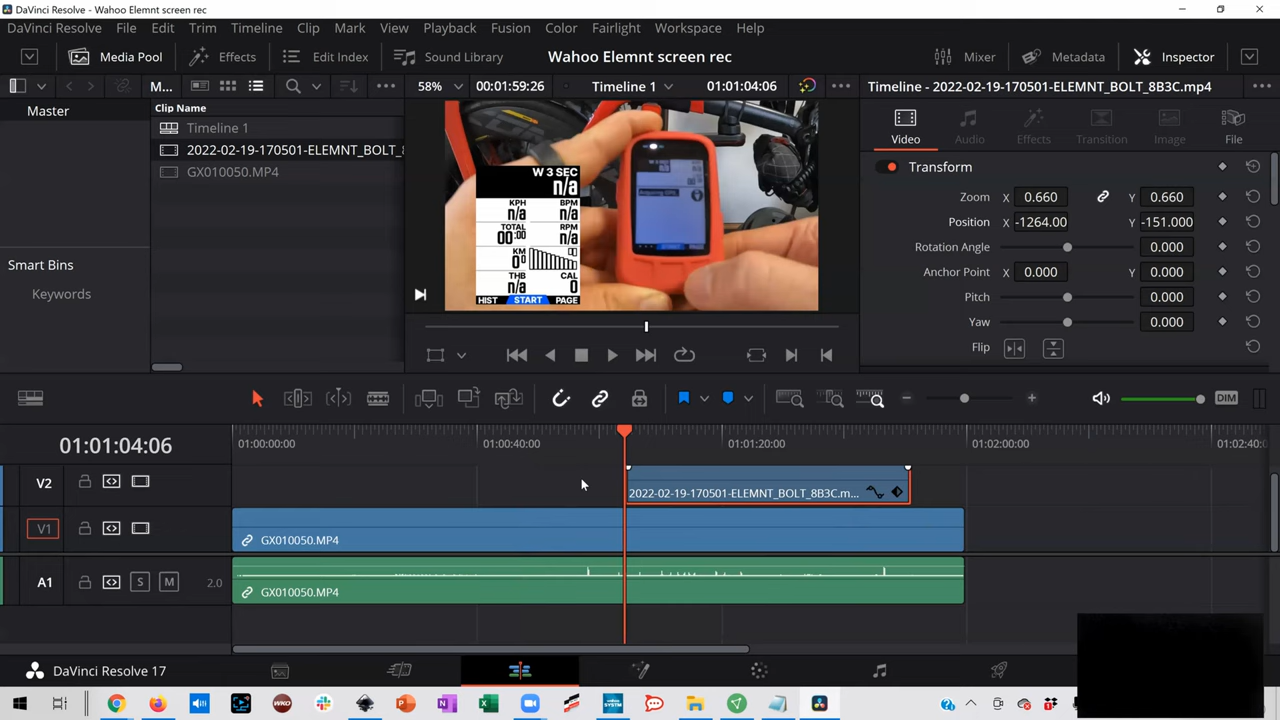 DaVinci Resolve - Wahoo Elemnt screen rec
DaVinci Resolve File Edit Trim Timeline Clip Mark View Playback Fusion Color Fairlight Workspace Help
Media Pool Effects Edit Index Sound Library Wahoo Elemnt screen rec Mixer Metadata Inspector
M... 58% 00:01:59:26 Timeline 1 01:01:04:06 Timeline - 2022-02-19-170501-ELEMNT_BOLT_8B3C.mp4
Master
Clip Name
Timeline 1
2022-02-19-170501-ELEMNT_BOLT_8
GX010050.MP4
Smart Bins
Keywords
W 3 SEC
n/a
KPH BPM
n/a n/a
TOTAL RPM
00:00 n/a
KM
0.0
THB CAL
n/a 0
HIST START PAGE
Video Audio Effects Transition Image File
Transform
Zoom X 0.660 Y 0.660
Position X -1264.00 Y -151.000
Rotation Angle 0.000
Anchor Point X 0.000 Y 0.000
Pitch 0.000
Yaw 0.000
Flip
DIM
01:01:04:06
01:00:00:00 01:00:40:00 01:01:20:00 01:02:00:00 01:02:40:
V2
2022-02-19-170501-ELEMNT_BOLT_8B3C.m...
V1
GX010050.MP4
A1 S M 2.0
GX010050.MP4
DaVinci Resolve 17
WKO
SYSTM